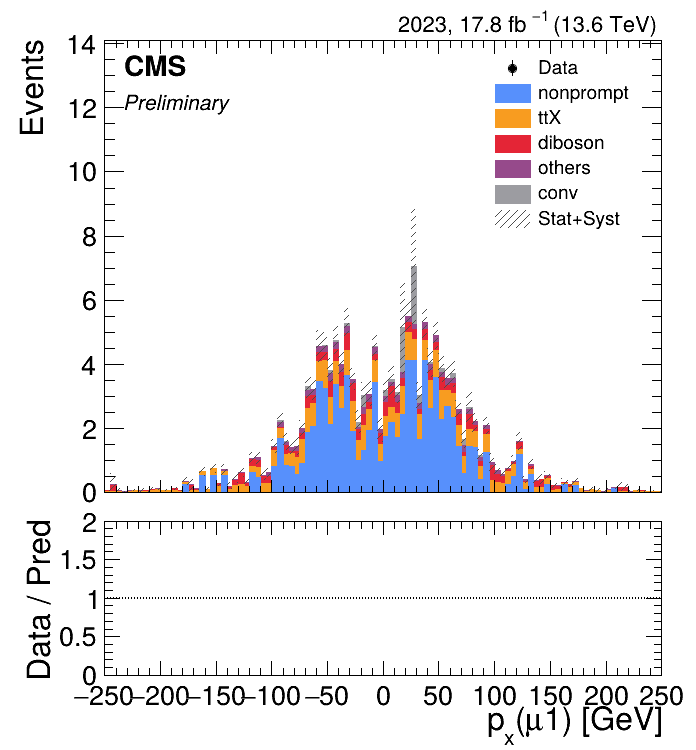 2023, 17.8 fb⁻¹ (13.6 TeV)
Events
14
12
10
8
6
4
2
0
CMS
Preliminary
Data
nonprompt
ttX
diboson
others
conv
Stat+Syst
Data / Pred
2
1.5
1
0.5
0
−250 −200 −150 −100 −50 0 50 100 150 200 250
pₓ(μ1) [GeV]